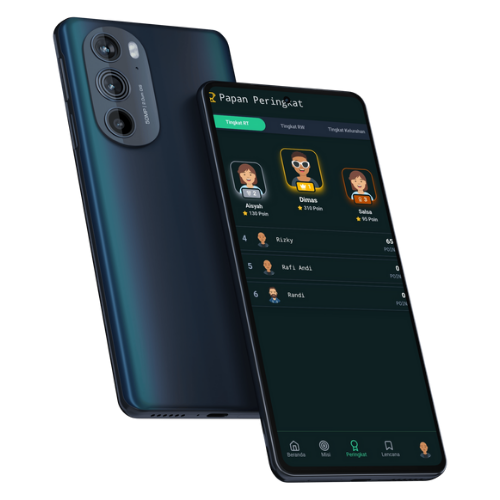 Papan Peringkat
Tingkat RT
Tingkat RW
Tingkat Kelurahan
Aisyah
130 Poin
Dimas
310 Poin
Salsa
95 Poin
4 Rizky 65
POIN
5 Rafi Andi 0
POIN
6 Randi 0
POIN
Beranda
Misi
Peringkat
Lencana
50MP